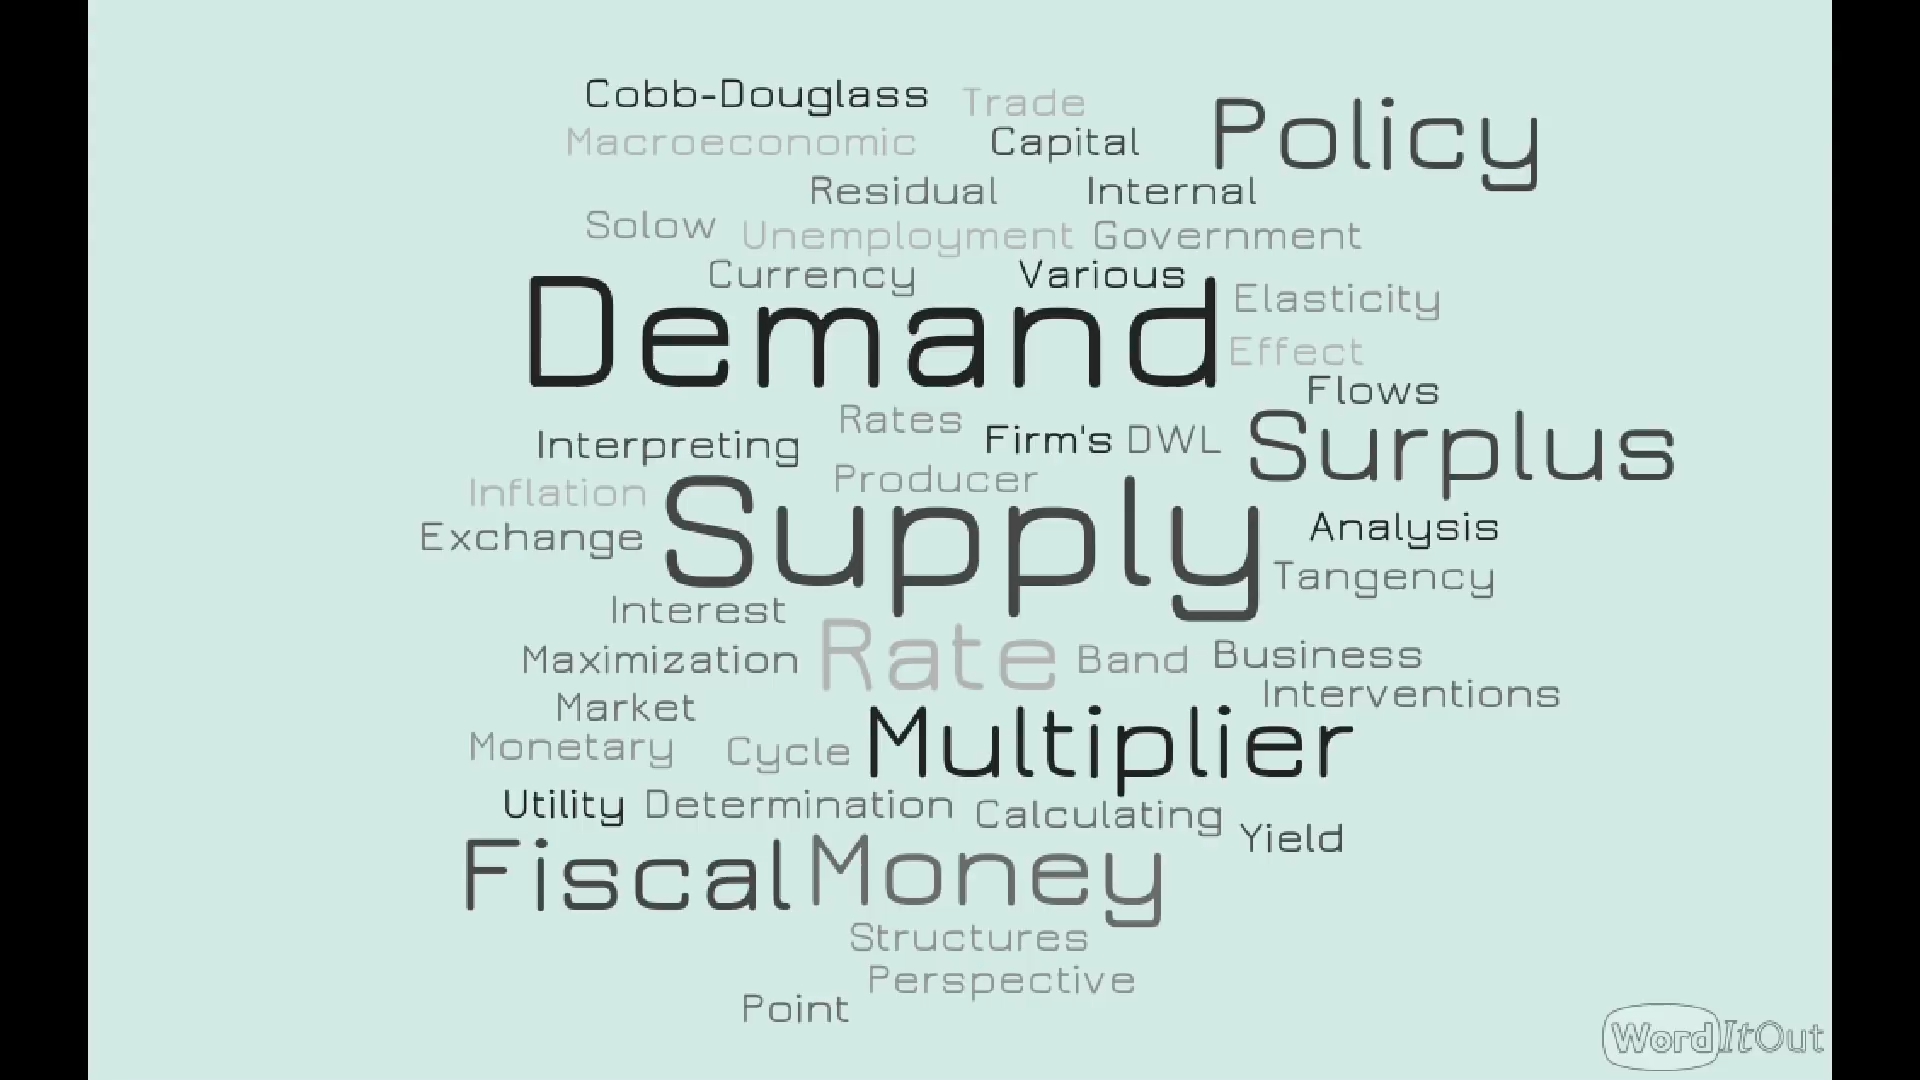 Cobb-Douglass Trade Policy
Macroeconomic Capital
Residual Internal
Solow Unemployment Government
Currency Various
Demand Elasticity
Effect
Flows
Rates
Interpreting Firm's DWL Surplus
Producer
Inflation Supply
Exchange Analysis
Tangency
Interest
Maximization Rate Band Business
Interventions
Market
Monetary Cycle Multiplier
Utility Determination Calculating
Yield
Fiscal Money
Structures
Perspective
Point
WordItOut